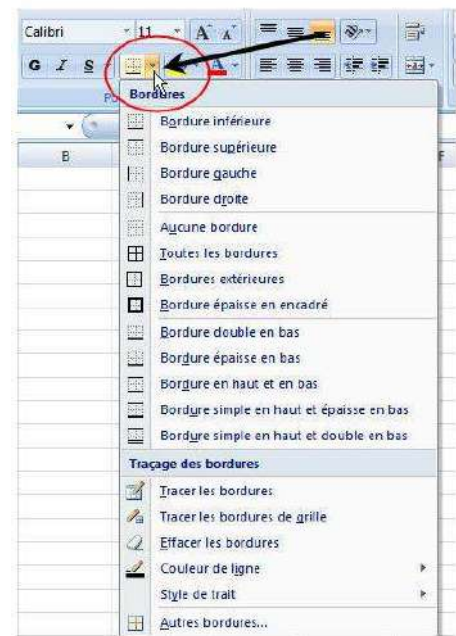 Calibri 11 A A
G I S A
Bordures
B F
Bordure inférieure
Bordure supérieure
Bordure gauche
Bordure droite
Aucune bordure
Toutes les bordures
Bordures extérieures
Bordure épaisse en encadré
Bordure double en bas
Bordure épaisse en bas
Bordure en haut et en bas
Bordure simple en haut et épaisse en bas
Bordure simple en haut et double en bas
Traçage des bordures
Tracer les bordures
Tracer les bordures de grille
Effacer les bordures
Couleur de ligne
Style de trait
Autres bordures...